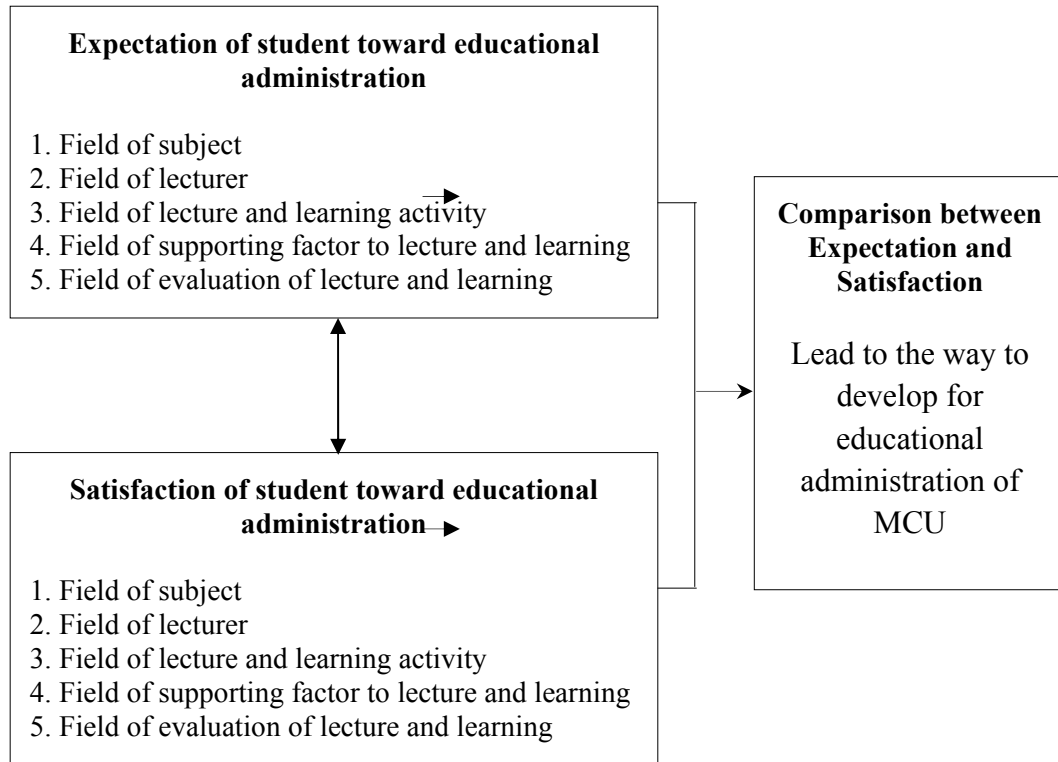 Expectation of student toward educational
administration
1. Field of subject
2. Field of lecturer
3. Field of lecture and learning activity
4. Field of supporting factor to lecture and learning
5. Field of evaluation of lecture and learning
Satisfaction of student toward educational
administration
1. Field of subject
2. Field of lecturer
3. Field of lecture and learning activity
4. Field of supporting factor to lecture and learning
5. Field of evaluation of lecture and learning
Comparison between
Expectation and
Satisfaction
Lead to the way to
develop for
educational
administration of
MCU